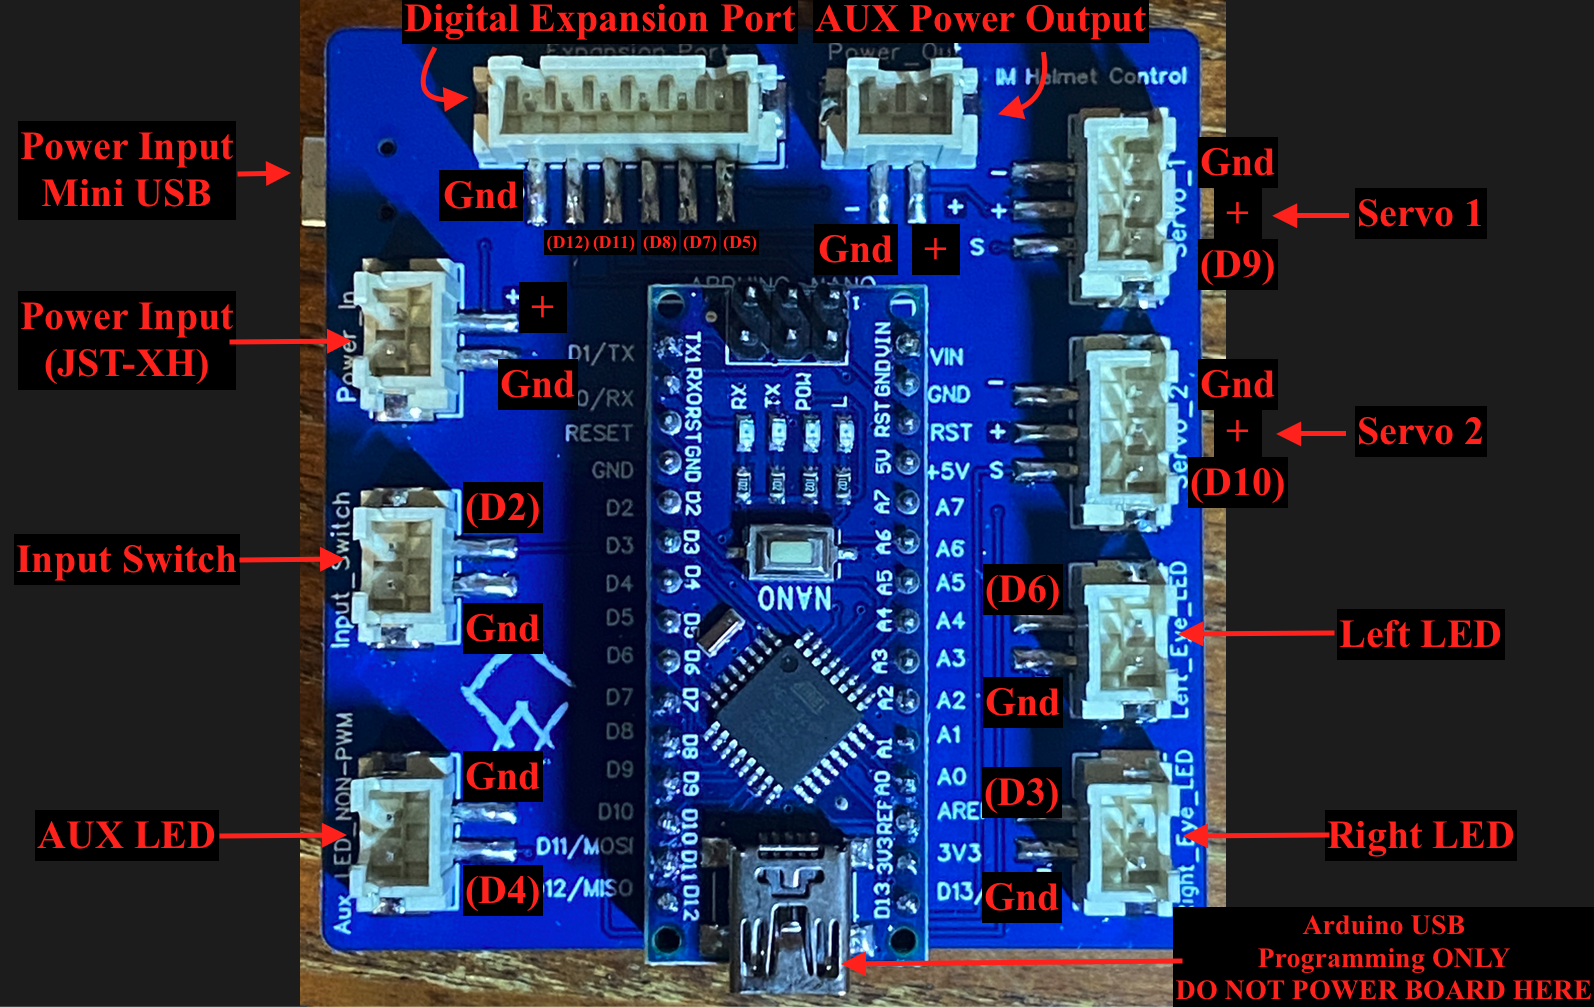 Digital Expansion Port
AUX Power Output
Expansion Port
Power_Out
IM Helmet Control
Power Input
Mini USB
Gnd
(D12)
(D11)
(D8)
(D7)
(D5)
-
+
Gnd
+
-
+
S
Servo_1
Gnd
+
(D9)
Servo 1
Power Input
(JST-XH)
Power_In
+
+
Gnd
ARDUINO NANO
1
D1/TX
D0/RX
RESET
GND
D2
D3
D4
D5
D6
D7
D8
D9
D10
D11/MOSI
D12/MISO
TX1
RX0
RST
GND
D2
D3
D4
D5
D6
D7
D8
D9
D10
D11
D12
RX
TX
POW
L
NANO
VIN
GND
RST
5V
A7
A6
A5
A4
A3
A2
A1
A0
REF
3V3
D13
VIN
GND
RST
+5V
A7
A6
A5
A4
A3
A2
A1
A0
AREF
3V3
D13/
-
+
S
Servo_2
Gnd
+
(D10)
Servo 2
Input Switch
Input_Switch
(D2)
Gnd
(D6)
Gnd
Left_Eye_LED
Left LED
AUX LED
Aux_LED_NON-PWM
Gnd
(D4)
(D3)
Gnd
Right_Eye_LED
Right LED
Arduino USB
Programming ONLY
DO NOT POWER BOARD HERE